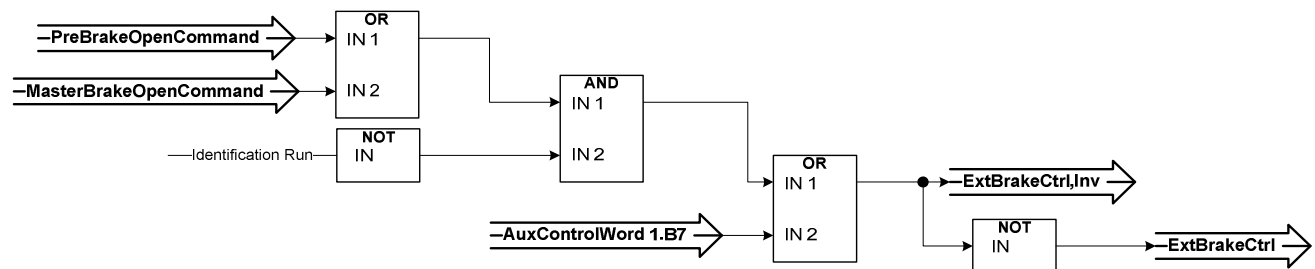 OR
PreBrakeOpenCommand
IN 1
MasterBrakeOpenCommand
IN 2
AND
IN 1
IN 2
NOT
Identification Run
IN
OR
IN 1
IN 2
AuxControlWord 1.B7
ExtBrakeCtrl,Inv
NOT
IN
ExtBrakeCtrl